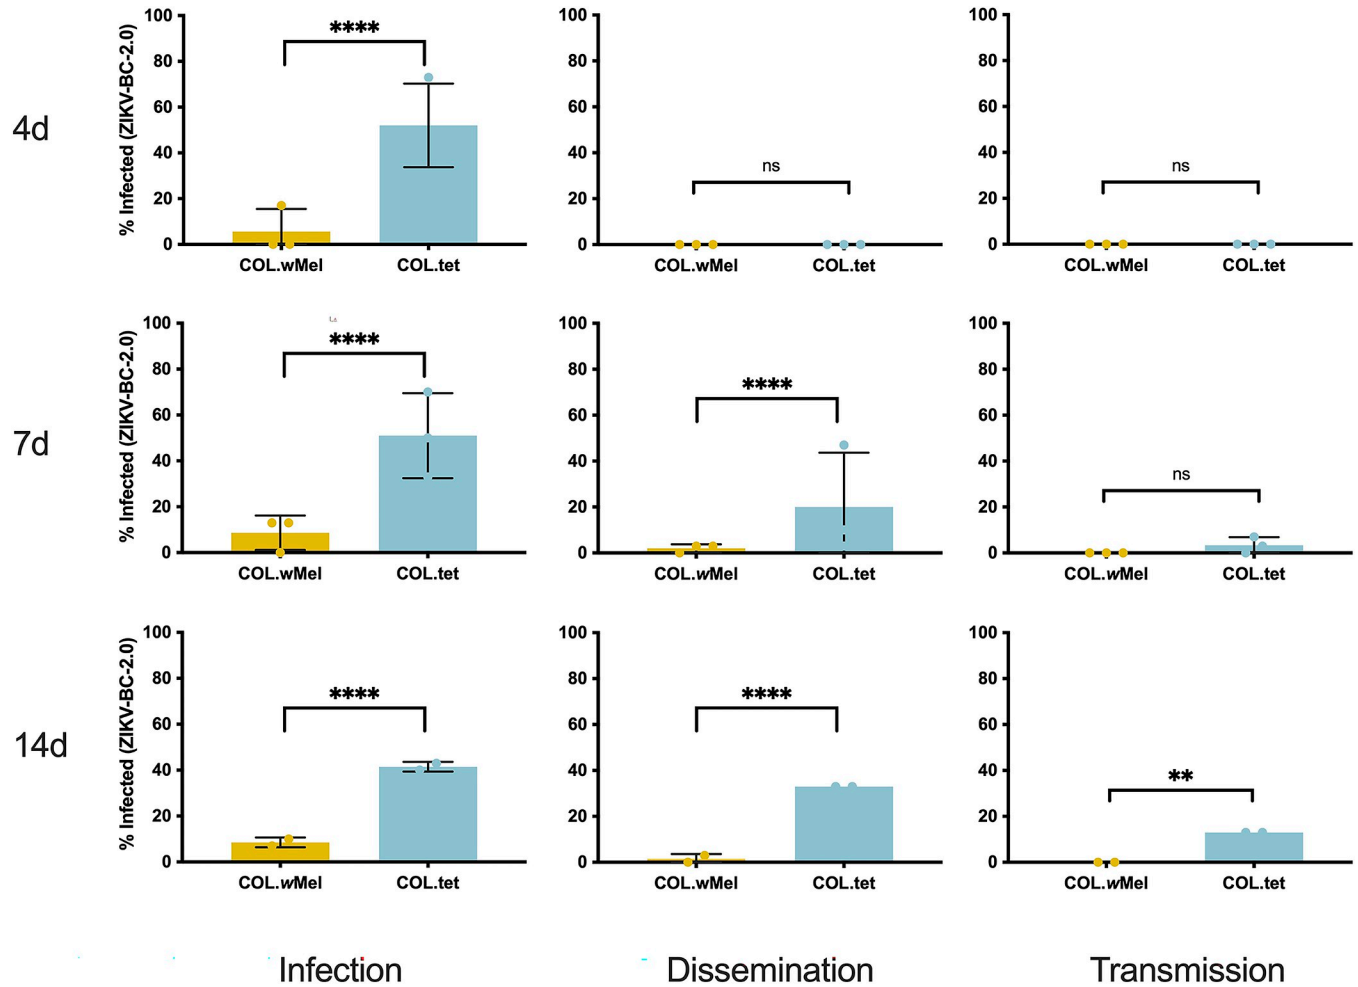 4d
% Infected (ZIKV-BC-2.0)
100
80
60
40
20
0
****
COL.wMel
COL.tet
100
80
60
40
20
0
ns
COL.wMel
COL.tet
100
80
60
40
20
0
ns
COL.wMel
COL.tet
7d
% Infected (ZIKV-BC-2.0)
100
80
60
40
20
0
****
COL.wMel
COL.tet
100
80
60
40
20
0
****
COL.wMel
COL.tet
100
80
60
40
20
0
ns
COL.wMel
COL.tet
14d
% Infected (ZIKV-BC-2.0)
100
80
60
40
20
0
****
COL.wMel
COL.tet
100
80
60
40
20
0
****
COL.wMel
COL.tet
100
80
60
40
20
0
**
COL.wMel
COL.tet
Infection
Dissemination
Transmission